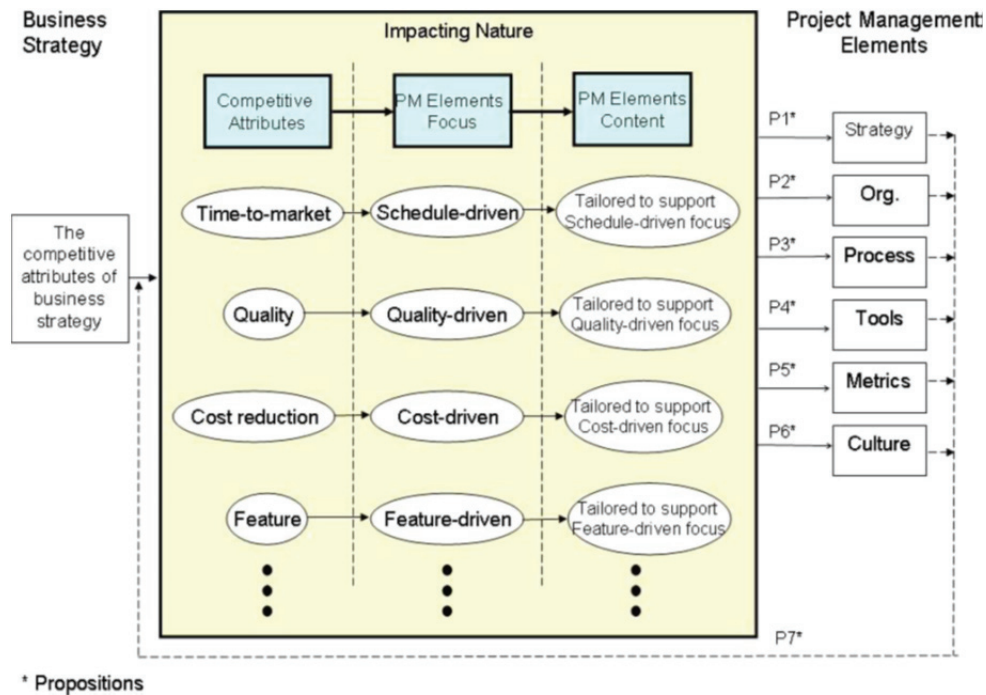 Business
Strategy
Impacting Nature
Project Management
Elements
Competitive
Attributes
PM Elements
Focus
PM Elements
Content
P1*
Strategy
P2*
Org.
Time-to-market
Schedule-driven
Tailored to support
Schedule-driven focus
The
competitive
attributes of
business
strategy
P3*
Process
Quality
Quality-driven
Tailored to support
Quality-driven focus
P4*
Tools
P5*
Metrics
Cost reduction
Cost-driven
Tailored to support
Cost-driven focus
P6*
Culture
Feature
Feature-driven
Tailored to support
Feature-driven focus
P7*
* Propositions